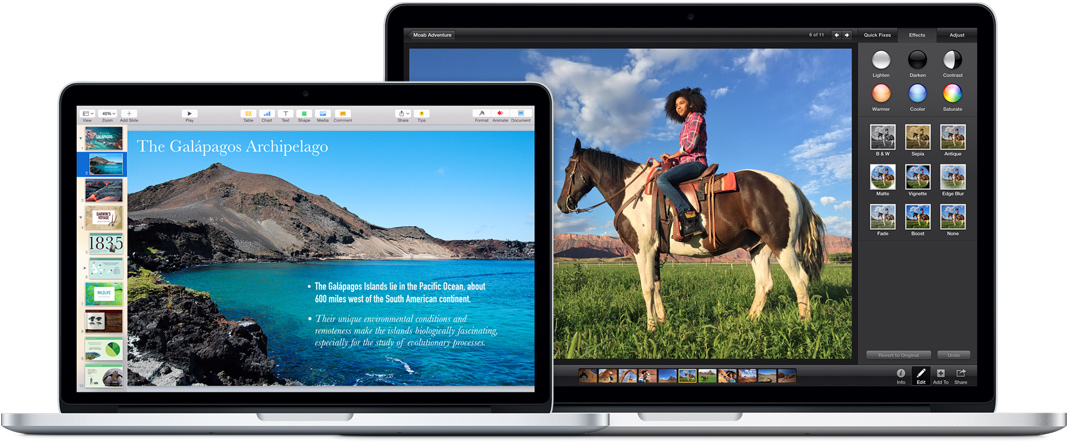 View
40%
Zoom
Add Slide
Play
Table
Chart
Text
Shape
Media
Comment
Share
Tips
Format
Animate
Document
The Galápagos Archipelago
DARWIN'S
VOYAGE
1835
• The Galápagos Islands lie in the Pacific Ocean, about
600 miles west of the South American continent.
• Their unique environmental conditions and
remoteness make the islands biologically fascinating,
especially for the study of evolutionary processes.
Moab Adventure
6 of 11
Quick Fixes
Effects
Adjust
Lighten
Darken
Contrast
Warmer
Cooler
Saturate
B & W
Sepia
Antique
Matte
Vignette
Edge Blur
Fade
Boost
None
Revert to Original
Undo
Info
Edit
Add To
Share